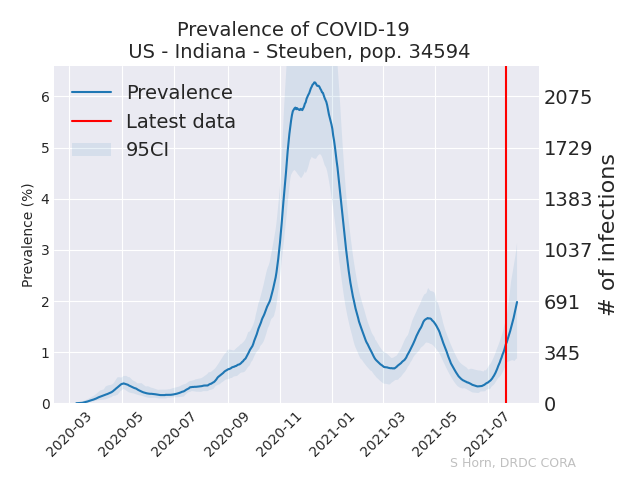 Prevalence of COVID-19
US - Indiana - Steuben, pop. 34594
Prevalence
Latest data
95CI
Prevalence (%)
6
5
4
3
2
1
0
2075
1729
1383
1037
691
345
0
# of infections
2020-03
2020-05
2020-07
2020-09
2020-11
2021-01
2021-03
2021-05
2021-07
S Horn, DRDC CORA